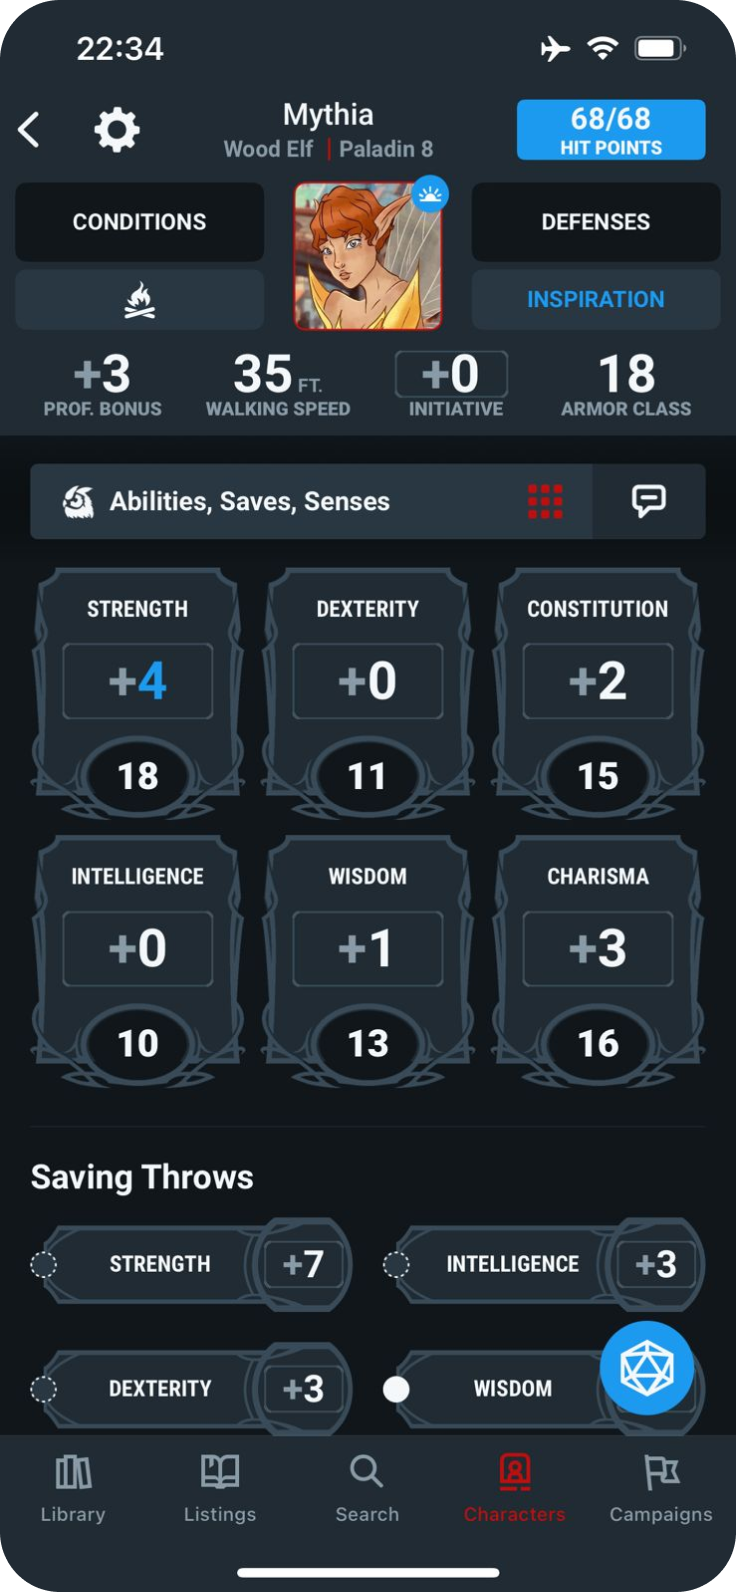 22:34
Mythia
Wood Elf | Paladin 8
68/68
HIT POINTS
CONDITIONS
DEFENSES
INSPIRATION
+3
PROF. BONUS
35 FT.
WALKING SPEED
+0
INITIATIVE
18
ARMOR CLASS
Abilities, Saves, Senses
STRENGTH
+4
18
DEXTERITY
+0
11
CONSTITUTION
+2
15
INTELLIGENCE
+0
10
WISDOM
+1
13
CHARISMA
+3
16
Saving Throws
STRENGTH +7
INTELLIGENCE +3
DEXTERITY +3
WISDOM
Library
Listings
Search
Characters
Campaigns